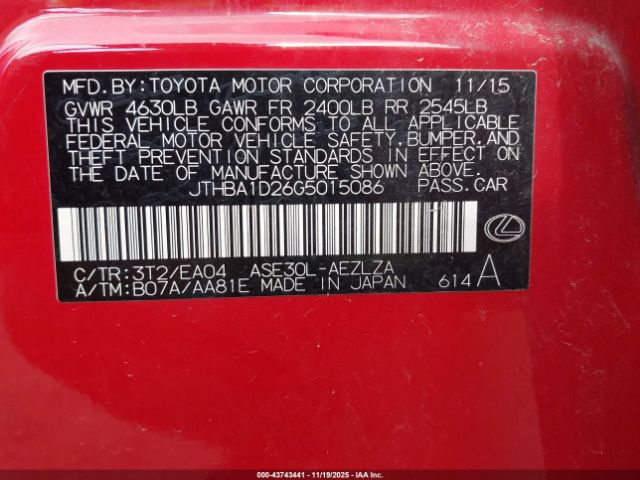 MFD. BY: TOYOTA MOTOR CORPORATION 11/15
GVWR 4630LB GAWR FR 2400LB RR 2545LB
THIS VEHICLE CONFORMS TO ALL APPLICABLE
FEDERAL MOTOR VEHICLE SAFETY, BUMPER, AND
THEFT PREVENTION STANDARDS IN EFFECT ON
THE DATE OF MANUFACTURE SHOWN ABOVE.
JTHBA1D26G5015086 PASS. CAR
C/TR: 3T2/EA04 ASE30L-AEZLZA
A/TM: B07A/AA81E MADE IN JAPAN 614 A
000-43743441 - 11/19/2025 - IAA, Inc.